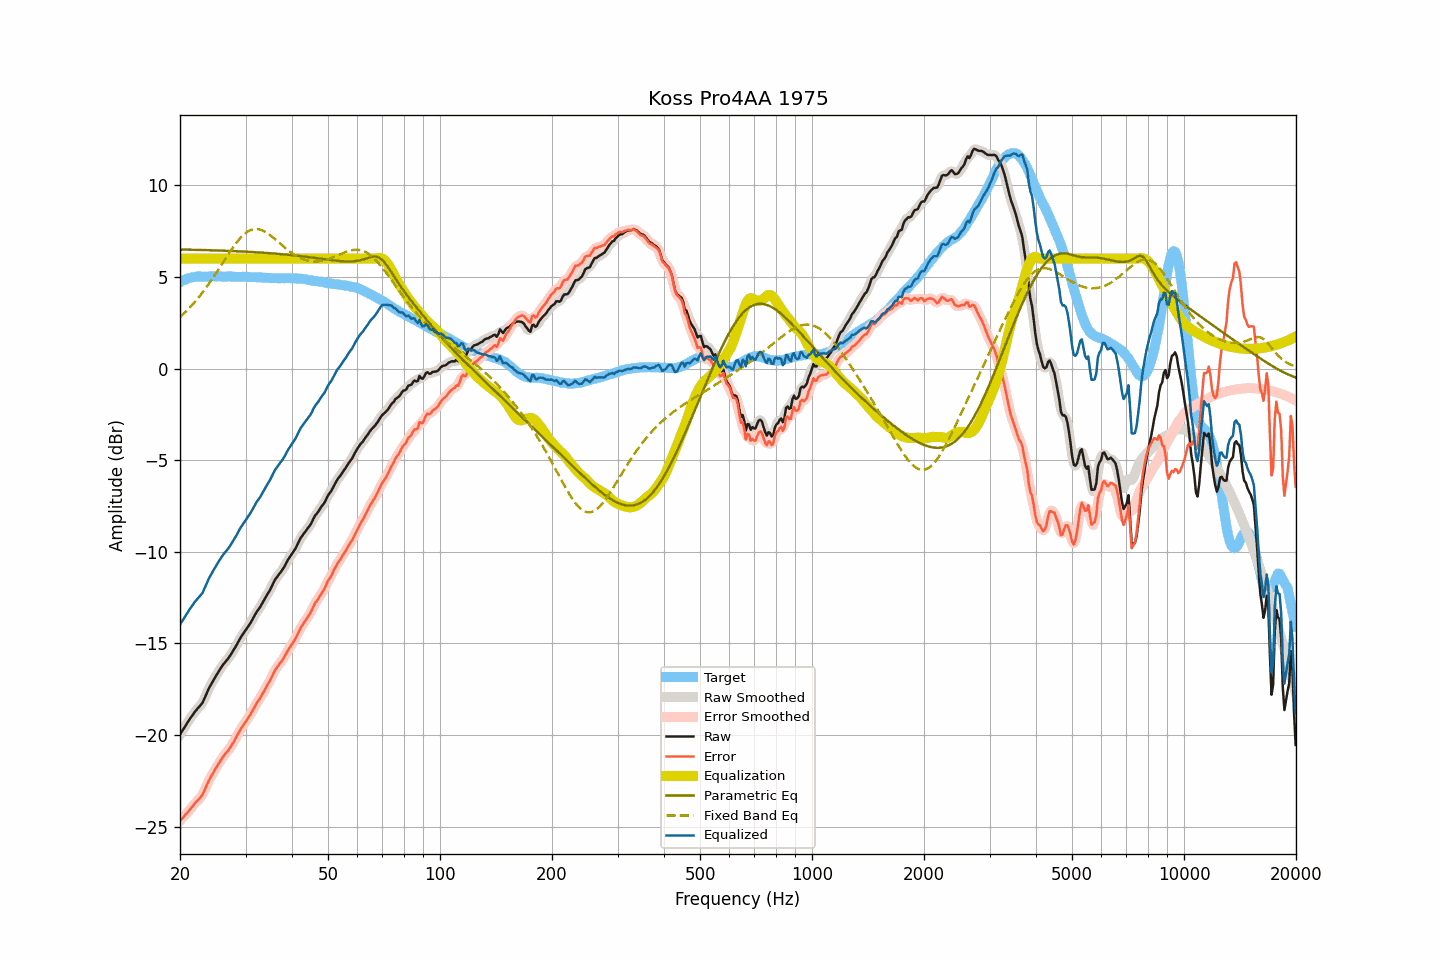 Koss Pro4AA 1975
Amplitude (dBr)
10
5
0
−5
−10
−15
−20
−25
Target
Raw Smoothed
Error Smoothed
Raw
Error
Equalization
Parametric Eq
Fixed Band Eq
Equalized
20 50 100 200 500 1000 2000 5000 10000 20000
Frequency (Hz)